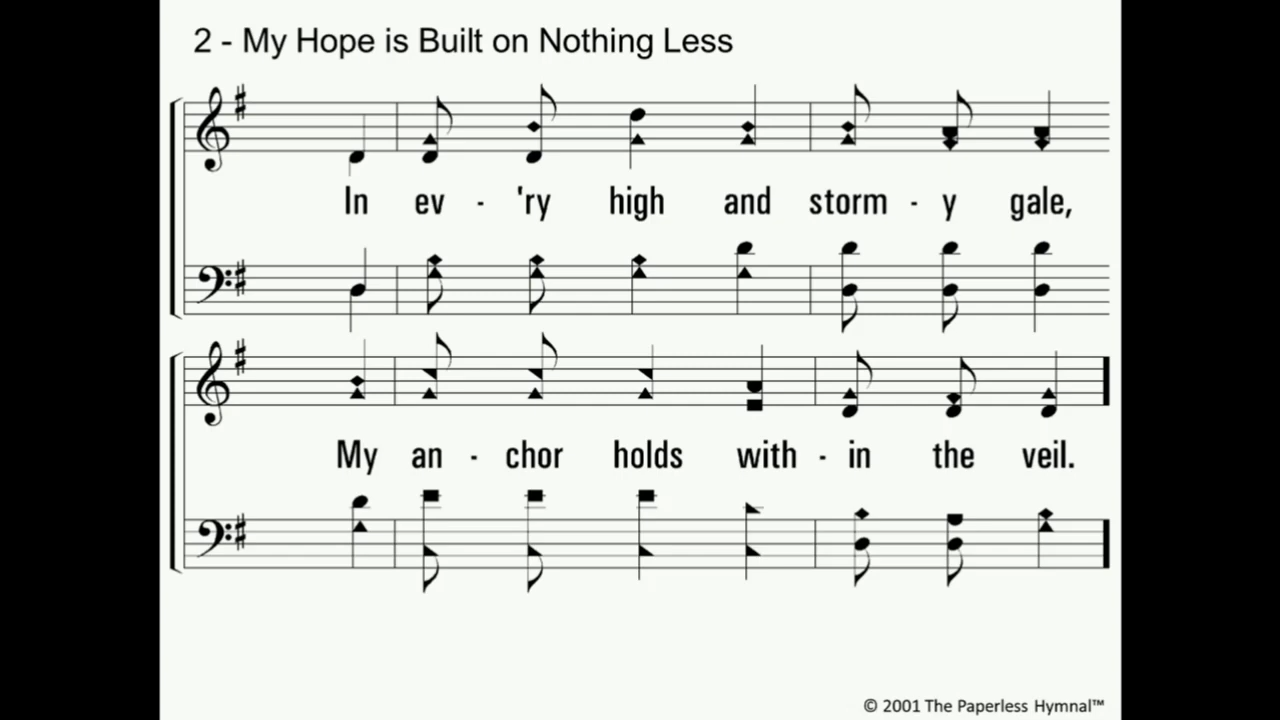 2 - My Hope is Built on Nothing Less
In ev - 'ry high and storm - y gale,
My an - chor holds with - in the veil.
© 2001 The Paperless Hymnal™